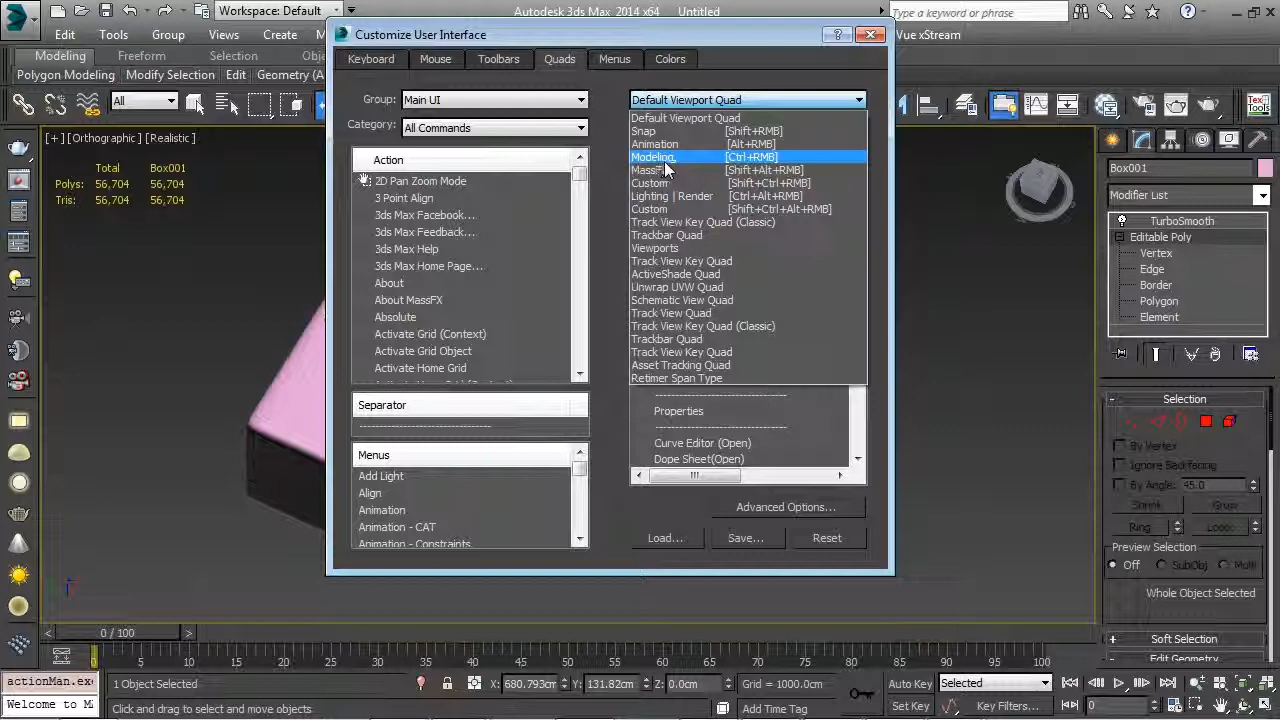 Workspace: Default
Autodesk 3ds Max 2014 x64 Untitled
Type a keyword or phrase
Edit Tools Group Views Create
Vue xStream
Customize User Interface
Modeling Freeform Selection
Polygon Modeling Modify Selection Edit Geometry (A
All
Keyboard Mouse Toolbars Quads Menus Colors
Group: Main UI
Category: All Commands
Action
2D Pan Zoom Mode
3 Point Align
3ds Max Facebook...
3ds Max Feedback...
3ds Max Help
3ds Max Home Page...
About
About MassFX
Absolute
Activate Grid (Context)
Activate Grid Object
Activate Home Grid
Separator
Menus
Add Light
Align
Animation
Animation - CAT
Animation - Constraints
Default Viewport Quad
Default Viewport Quad
Snap [Shift+RMB]
Animation [Alt+RMB]
Modeling [Ctrl+RMB]
[Shift+Alt+RMB]
Custom [Shift+Ctrl+RMB]
Lighting | Render [Ctrl+Alt+RMB]
Custom [Shift+Ctrl+Alt+RMB]
Track View Key Quad (Classic)
Trackbar Quad
Viewports
Track View Key Quad
ActiveShade Quad
Unwrap UVW Quad
Schematic View Quad
Track View Quad
Track View Key Quad (Classic)
Trackbar Quad
Track View Key Quad
Asset Tracking Quad
Retimer Span Type
Properties
Curve Editor (Open)
Dope Sheet(Open)
Advanced Options...
Load... Save... Reset
[+] [Orthographic] [Realistic]
Total Box001
Polys: 56,704 56,704
Tris: 56,704 56,704
Box001
Modifier List
TurboSmooth
Editable Poly
Vertex
Edge
Border
Polygon
Element
Selection
By Vertex
Ignore Backfacing
By Angle: 45.0
Shrink Grow
Ring Loop
Preview Selection
Off SubObj Multi
Whole Object Selected
Soft Selection
Edit Geometry
0 / 100
0 5 10 15 20 25 30 35 40 45 50 55 60 65 70 75 80 85 90 95 100
actionMan.exe
Welcome to M
1 Object Selected
Click and drag to select and move objects
X: 680.793cm Y: 131.82cm Z: 0.0cm
Grid = 1000.0cm
Add Time Tag
Auto Key Selected
Set Key Key Filters...
0